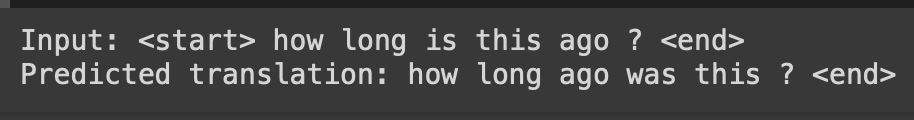 Input: <start> how long is this ago ? <end>
Predicted translation: how long ago was this ? <end>